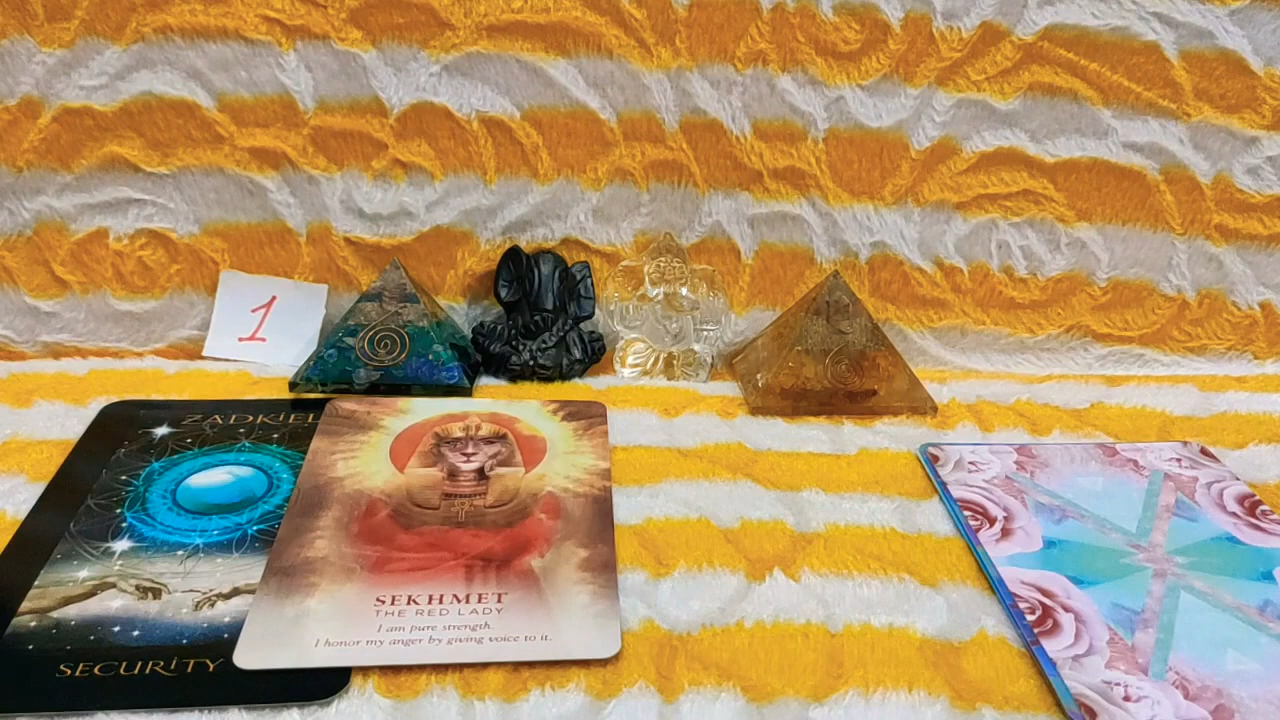 1
ZADKIEL
SECURITY
SEKHMET
THE RED LADY
I am pure strength.
I honor my anger by giving voice to it.